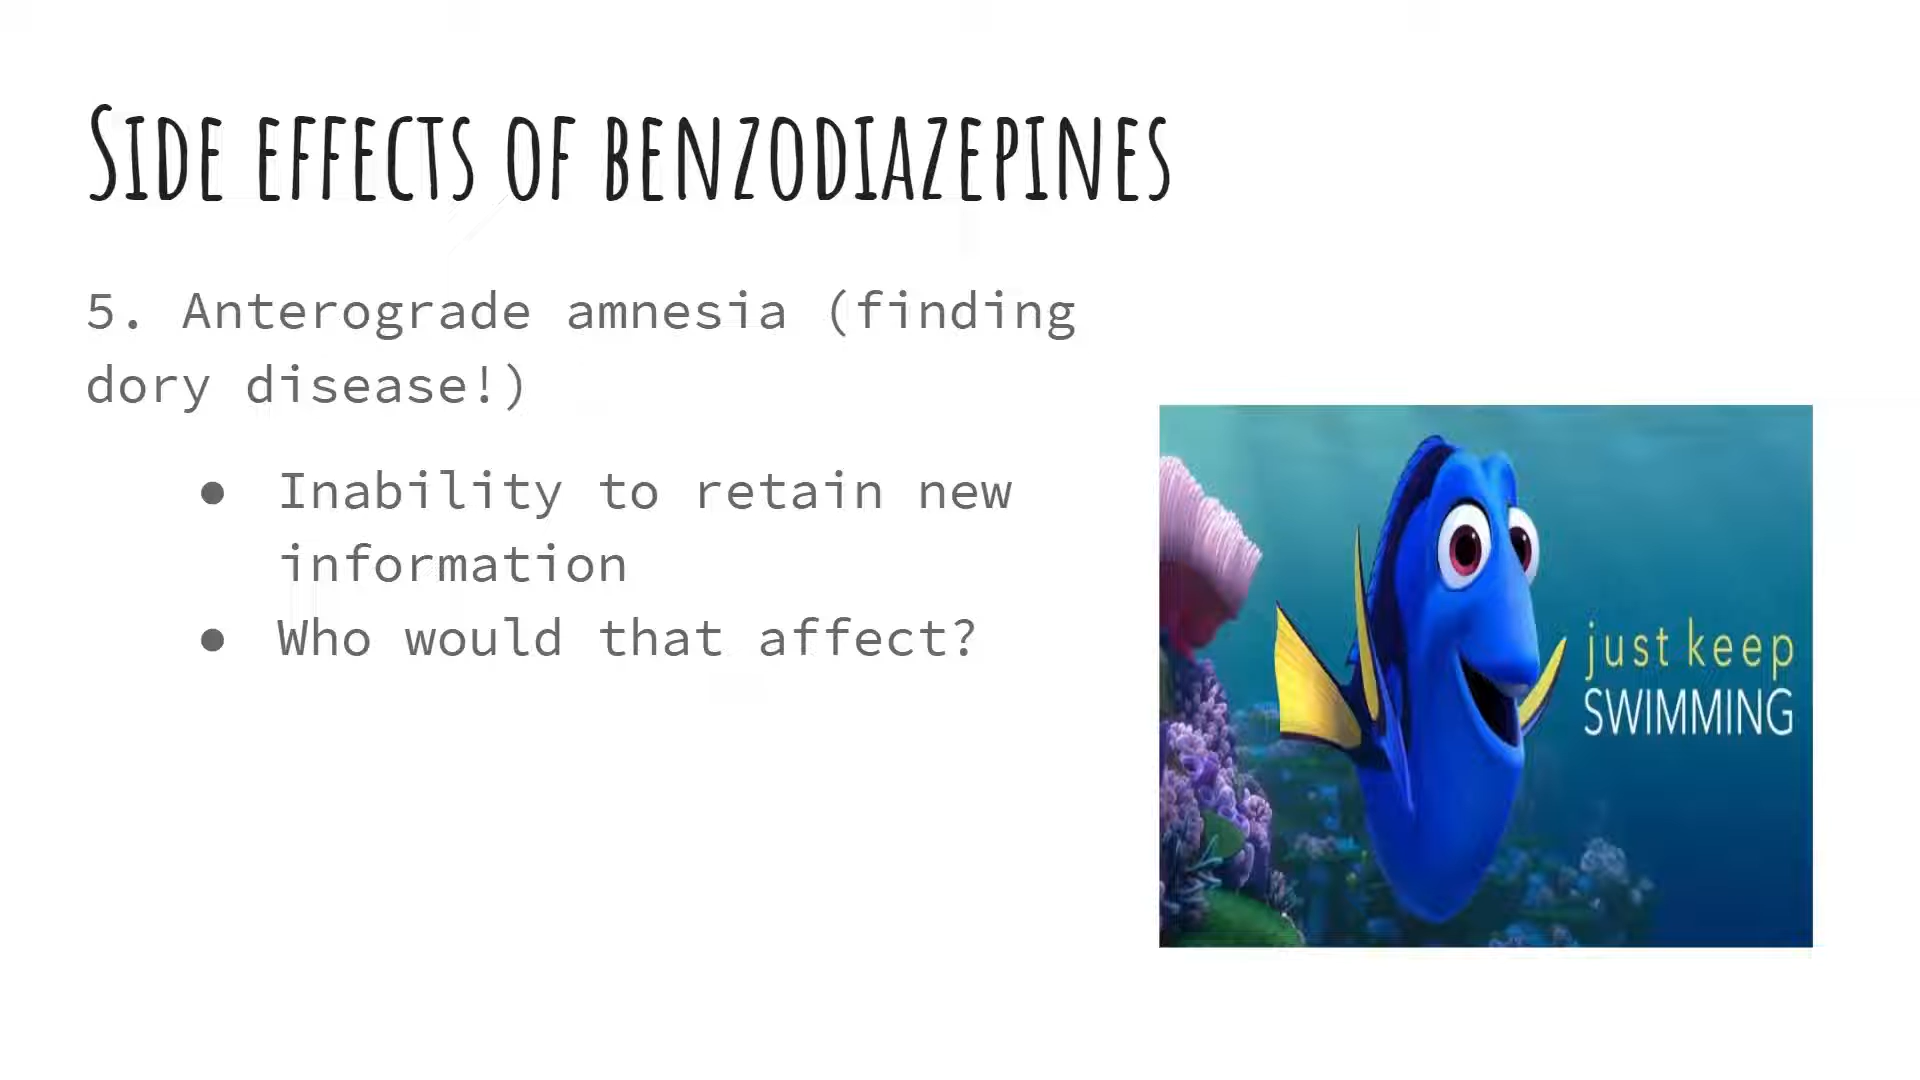 Side effects of benzodiazepines
5. Anterograde amnesia (finding
dory disease!)
● Inability to retain new
information
● Who would that affect?
just keep
SWIMMING